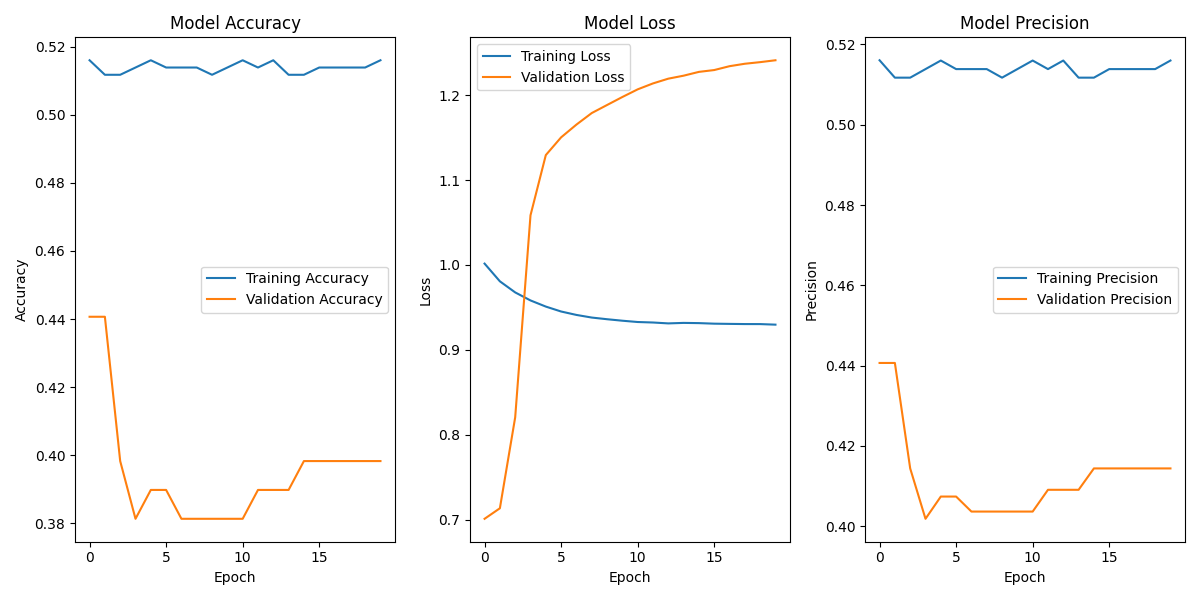 Model Accuracy
0.52
0.50
0.48
0.46
0.44
0.42
0.40
0.38
Accuracy
Training Accuracy
Validation Accuracy
0 5 10 15
Epoch
Model Loss
Training Loss
Validation Loss
1.2
1.1
1.0
0.9
0.8
0.7
Loss
0 5 10 15
Epoch
Model Precision
0.52
0.50
0.48
0.46
0.44
0.42
0.40
Precision
Training Precision
Validation Precision
0 5 10 15
Epoch